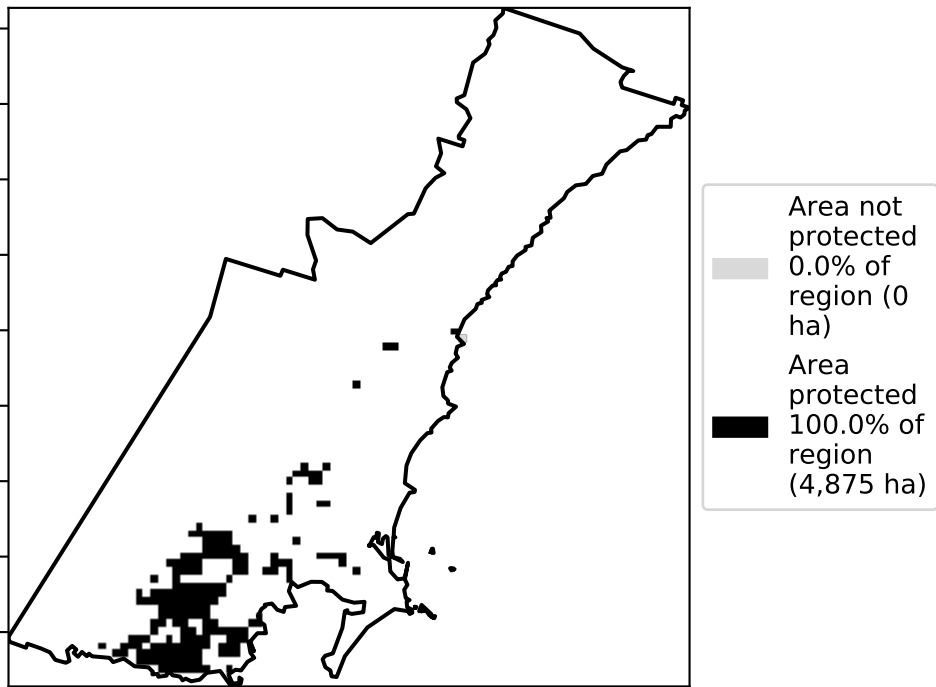 Area not
protected
0.0% of
region (0
ha)
Area
protected
100.0% of
region
(4,875 ha)